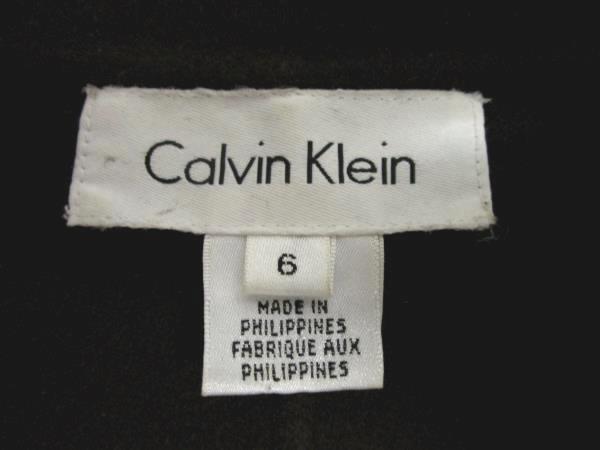 Calvin Klein
6
MADE IN
PHILIPPINES
FABRIQUE AUX
PHILIPPINES